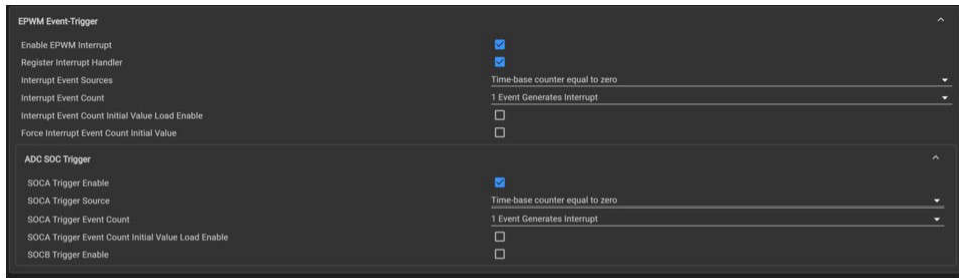 EPWM Event-Trigger
Enable EPWM Interrupt
Register Interrupt Handler
Interrupt Event Sources Time-base counter equal to zero
Interrupt Event Count 1 Event Generates Interrupt
Interrupt Event Count Initial Value Load Enable
Force Interrupt Event Count Initial Value
ADC SOC Trigger
SOCA Trigger Enable
SOCA Trigger Source Time-base counter equal to zero
SOCA Trigger Event Count 1 Event Generates Interrupt
SOCA Trigger Event Count Initial Value Load Enable
SOCB Trigger Enable